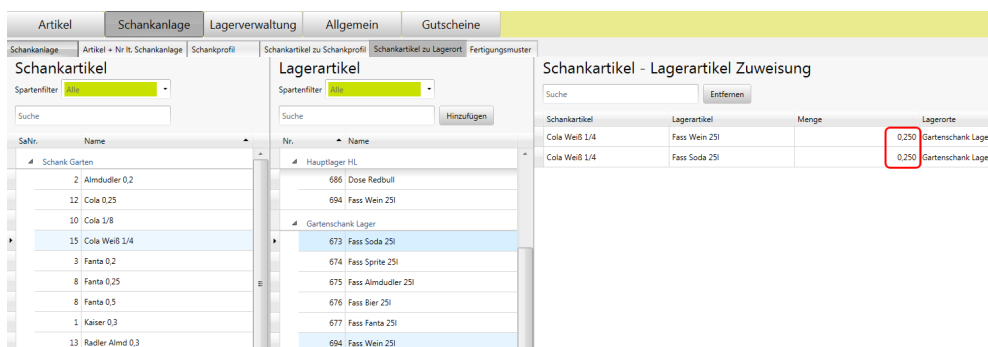 Artikel Schankanlage Lagerverwaltung Allgemein Gutscheine
Schankanlage Artikel + Nr lt. Schankanlage Schankprofil Schankartikel zu Schankprofil Schankartikel zu Lagerort Fertigungsmuster
Schankartikel
Spartenfilter Alle
Suche
SaNr. Name
Schank Garten
2 Almdudler 0,2
12 Cola 0,25
10 Cola 1/8
15 Cola Weiß 1/4
3 Fanta 0,2
8 Fanta 0,25
8 Fanta 0,5
1 Kaiser 0,3
13 Radler Almd 0,3
Lagerartikel
Spartenfilter Alle
Suche Hinzufügen
Nr. Name
Hauptlager HL
686 Dose Redbull
694 Fass Wein 25l
Gartenschank Lager
673 Fass Soda 25l
674 Fass Sprite 25l
675 Fass Almdudler 25l
676 Fass Bier 25l
677 Fass Fanta 25l
694 Fass Wein 25l
Schankartikel - Lagerartikel Zuweisung
Suche Entfernen
Schankartikel Lagerartikel Menge Lagerorte
Cola Weiß 1/4 Fass Wein 25l 0,250 Gartenschank Lage
Cola Weiß 1/4 Fass Soda 25l 0,250 Gartenschank Lage